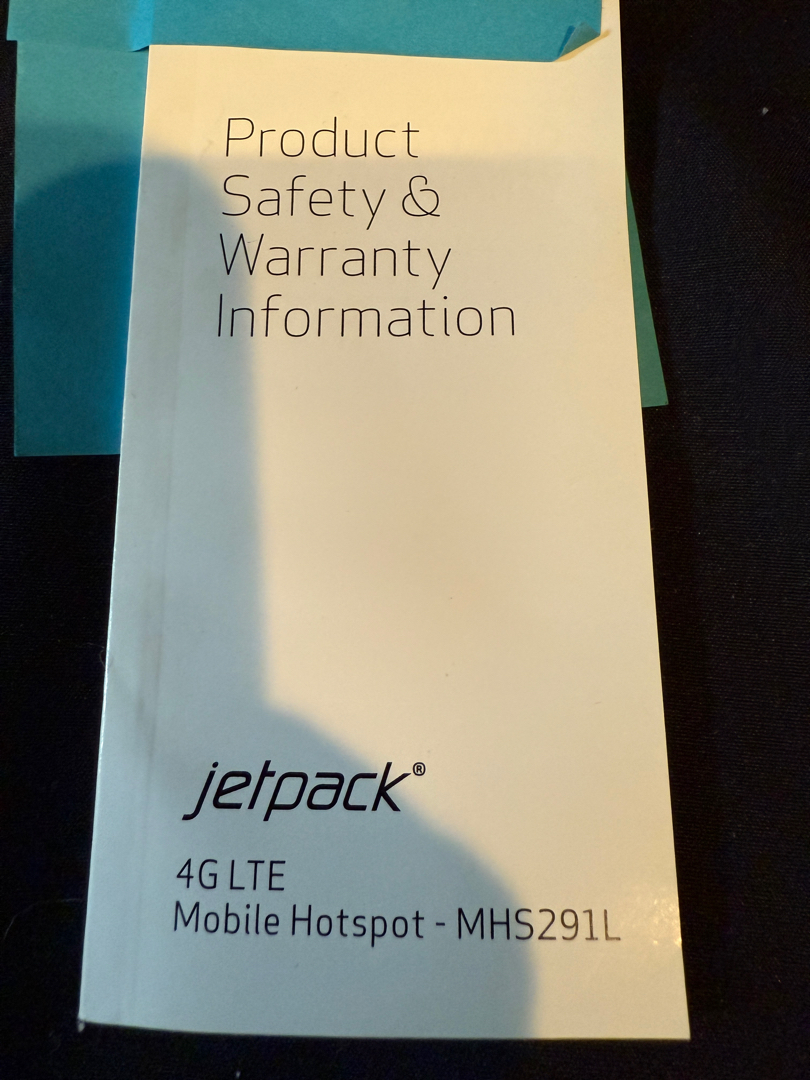 Product
Safety &
Warranty
Information
jetpack®
4G LTE
Mobile Hotspot - MHS291L